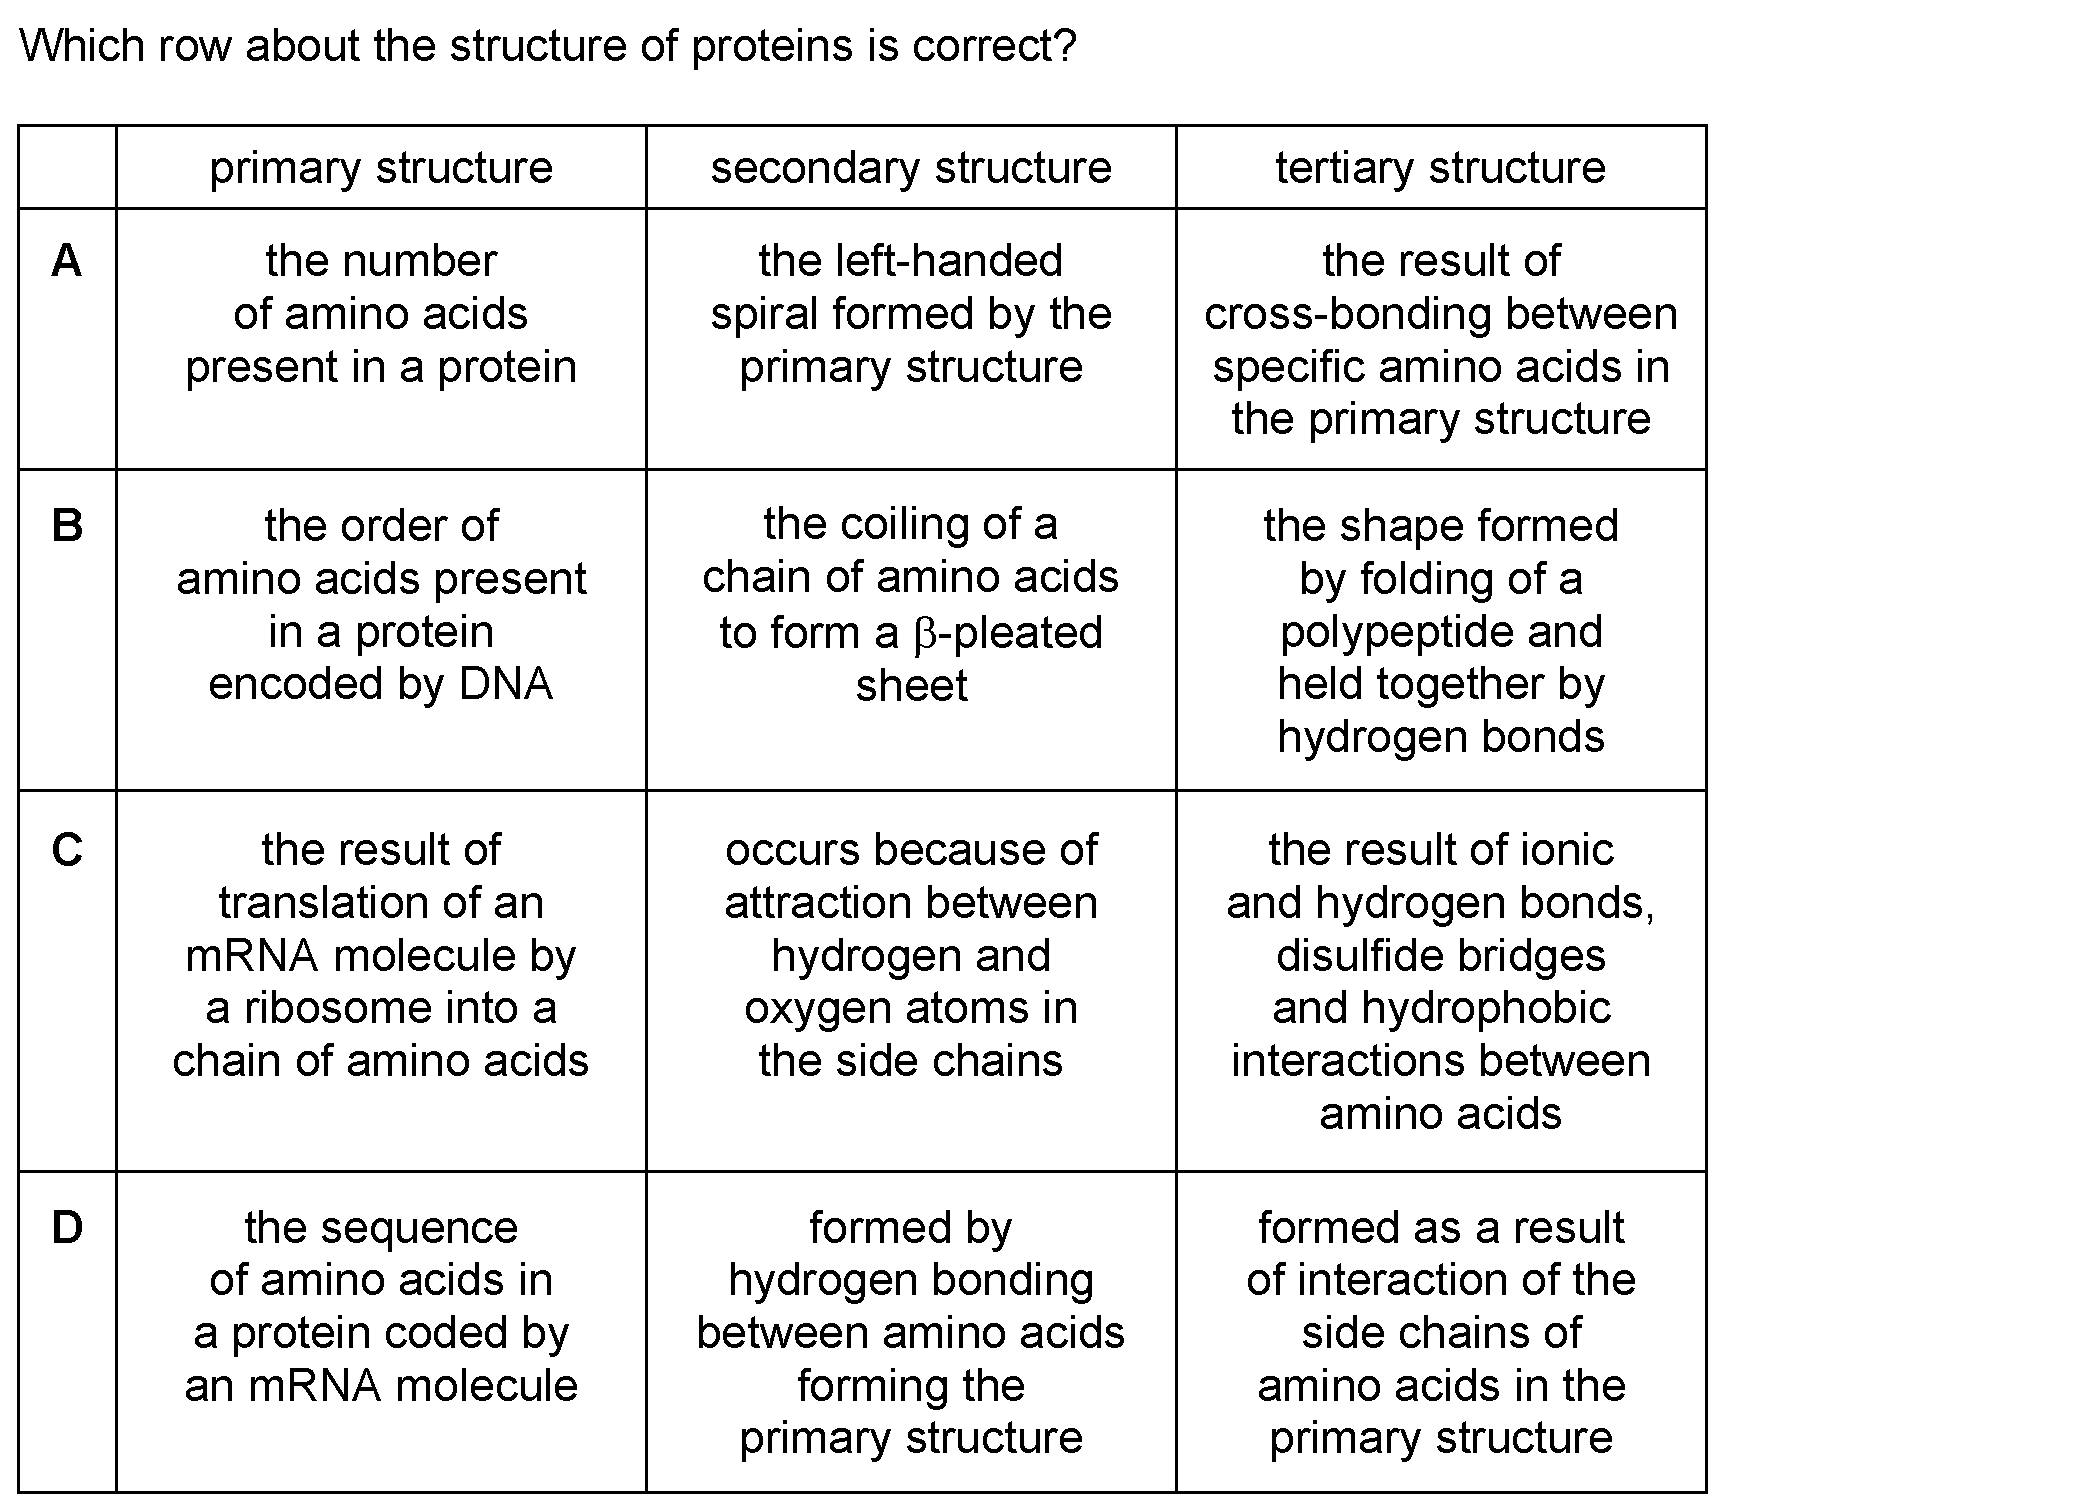 Which row about the structure of proteins is correct?
primary structure
secondary structure
tertiary structure
A
the number
of amino acids
present in a protein
the left-handed
spiral formed by the
primary structure
the result of
cross-bonding between
specific amino acids in
the primary structure
B
the order of
amino acids present
in a protein
encoded by DNA
the coiling of a
chain of amino acids
to form a β-pleated
sheet
the shape formed
by folding of a
polypeptide and
held together by
hydrogen bonds
C
the result of
translation of an
mRNA molecule by
a ribosome into a
chain of amino acids
occurs because of
attraction between
hydrogen and
oxygen atoms in
the side chains
the result of ionic
and hydrogen bonds,
disulfide bridges
and hydrophobic
interactions between
amino acids
D
the sequence
of amino acids in
a protein coded by
an mRNA molecule
formed by
hydrogen bonding
between amino acids
forming the
primary structure
formed as a result
of interaction of the
side chains of
amino acids in the
primary structure